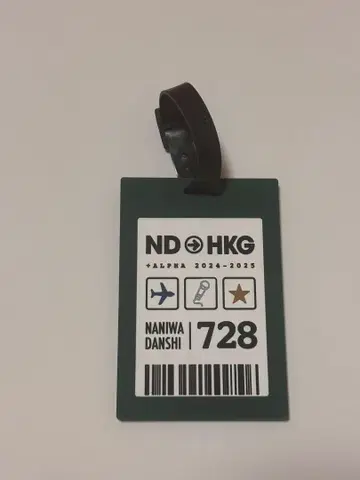 ND → HKG
+ALPHA 2024-2025
NANIWA
DANSHI
728